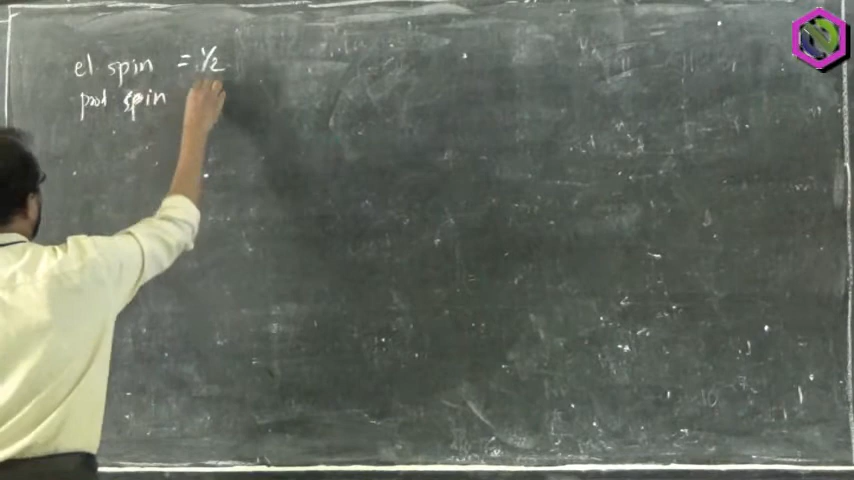 el. spin = 1/2
prot spin